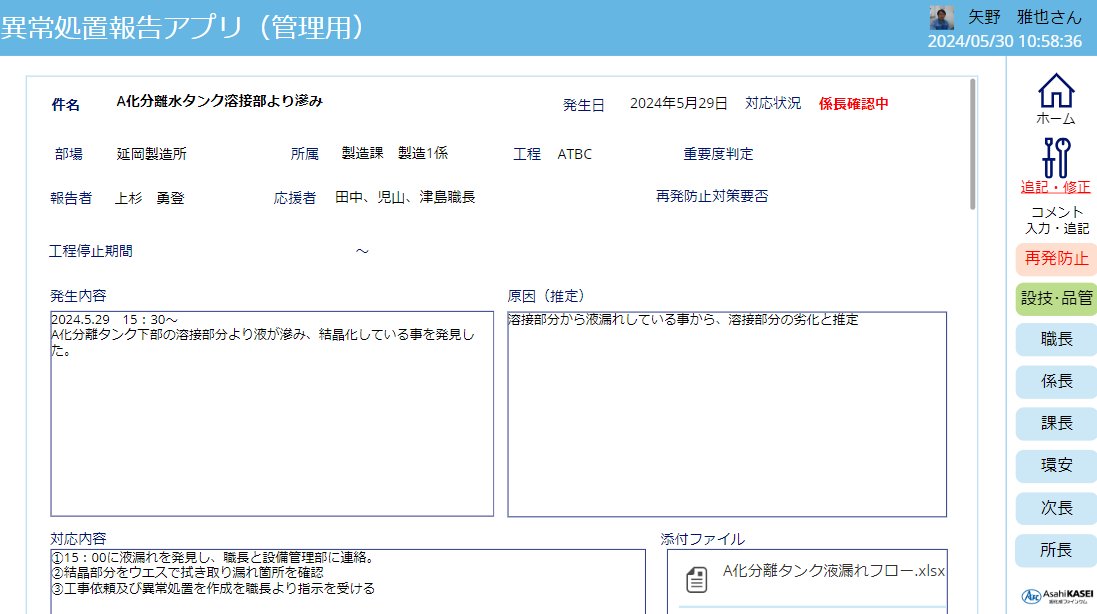 異常処置報告アプリ（管理用）
矢野　雅也さん
2024/05/30 10:58:36
件名　A化分離水タンク溶接部より滲み　発生日　2024年5月29日　対応状況　係長確認中
部場　延岡製造所　所属　製造課　製造1係　工程　ATBC　重要度判定
報告者　上杉　勇登　応援者　田中、児山、津島職長　再発防止対策要否
工程停止期間　～
発生内容
2024.5.29　15：30～
A化分離タンク下部の溶接部分より液が滲み、結晶化している事を発見し
た。
原因（推定）
溶接部分から液漏れしている事から、溶接部分の劣化と推定
対応内容
①15：00に液漏れを発見し、職長と設備管理部に連絡。
②結晶部分をウエスで拭き取り漏れ箇所を確認
③工事依頼及び異常処置を作成を職長より指示を受ける
添付ファイル
A化分離タンク液漏れフロー.xlsx
ホーム
追記・修正
コメント
入力・追記
再発防止
設技･品管
職長
係長
課長
環安
次長
所長
AsahiKASEI